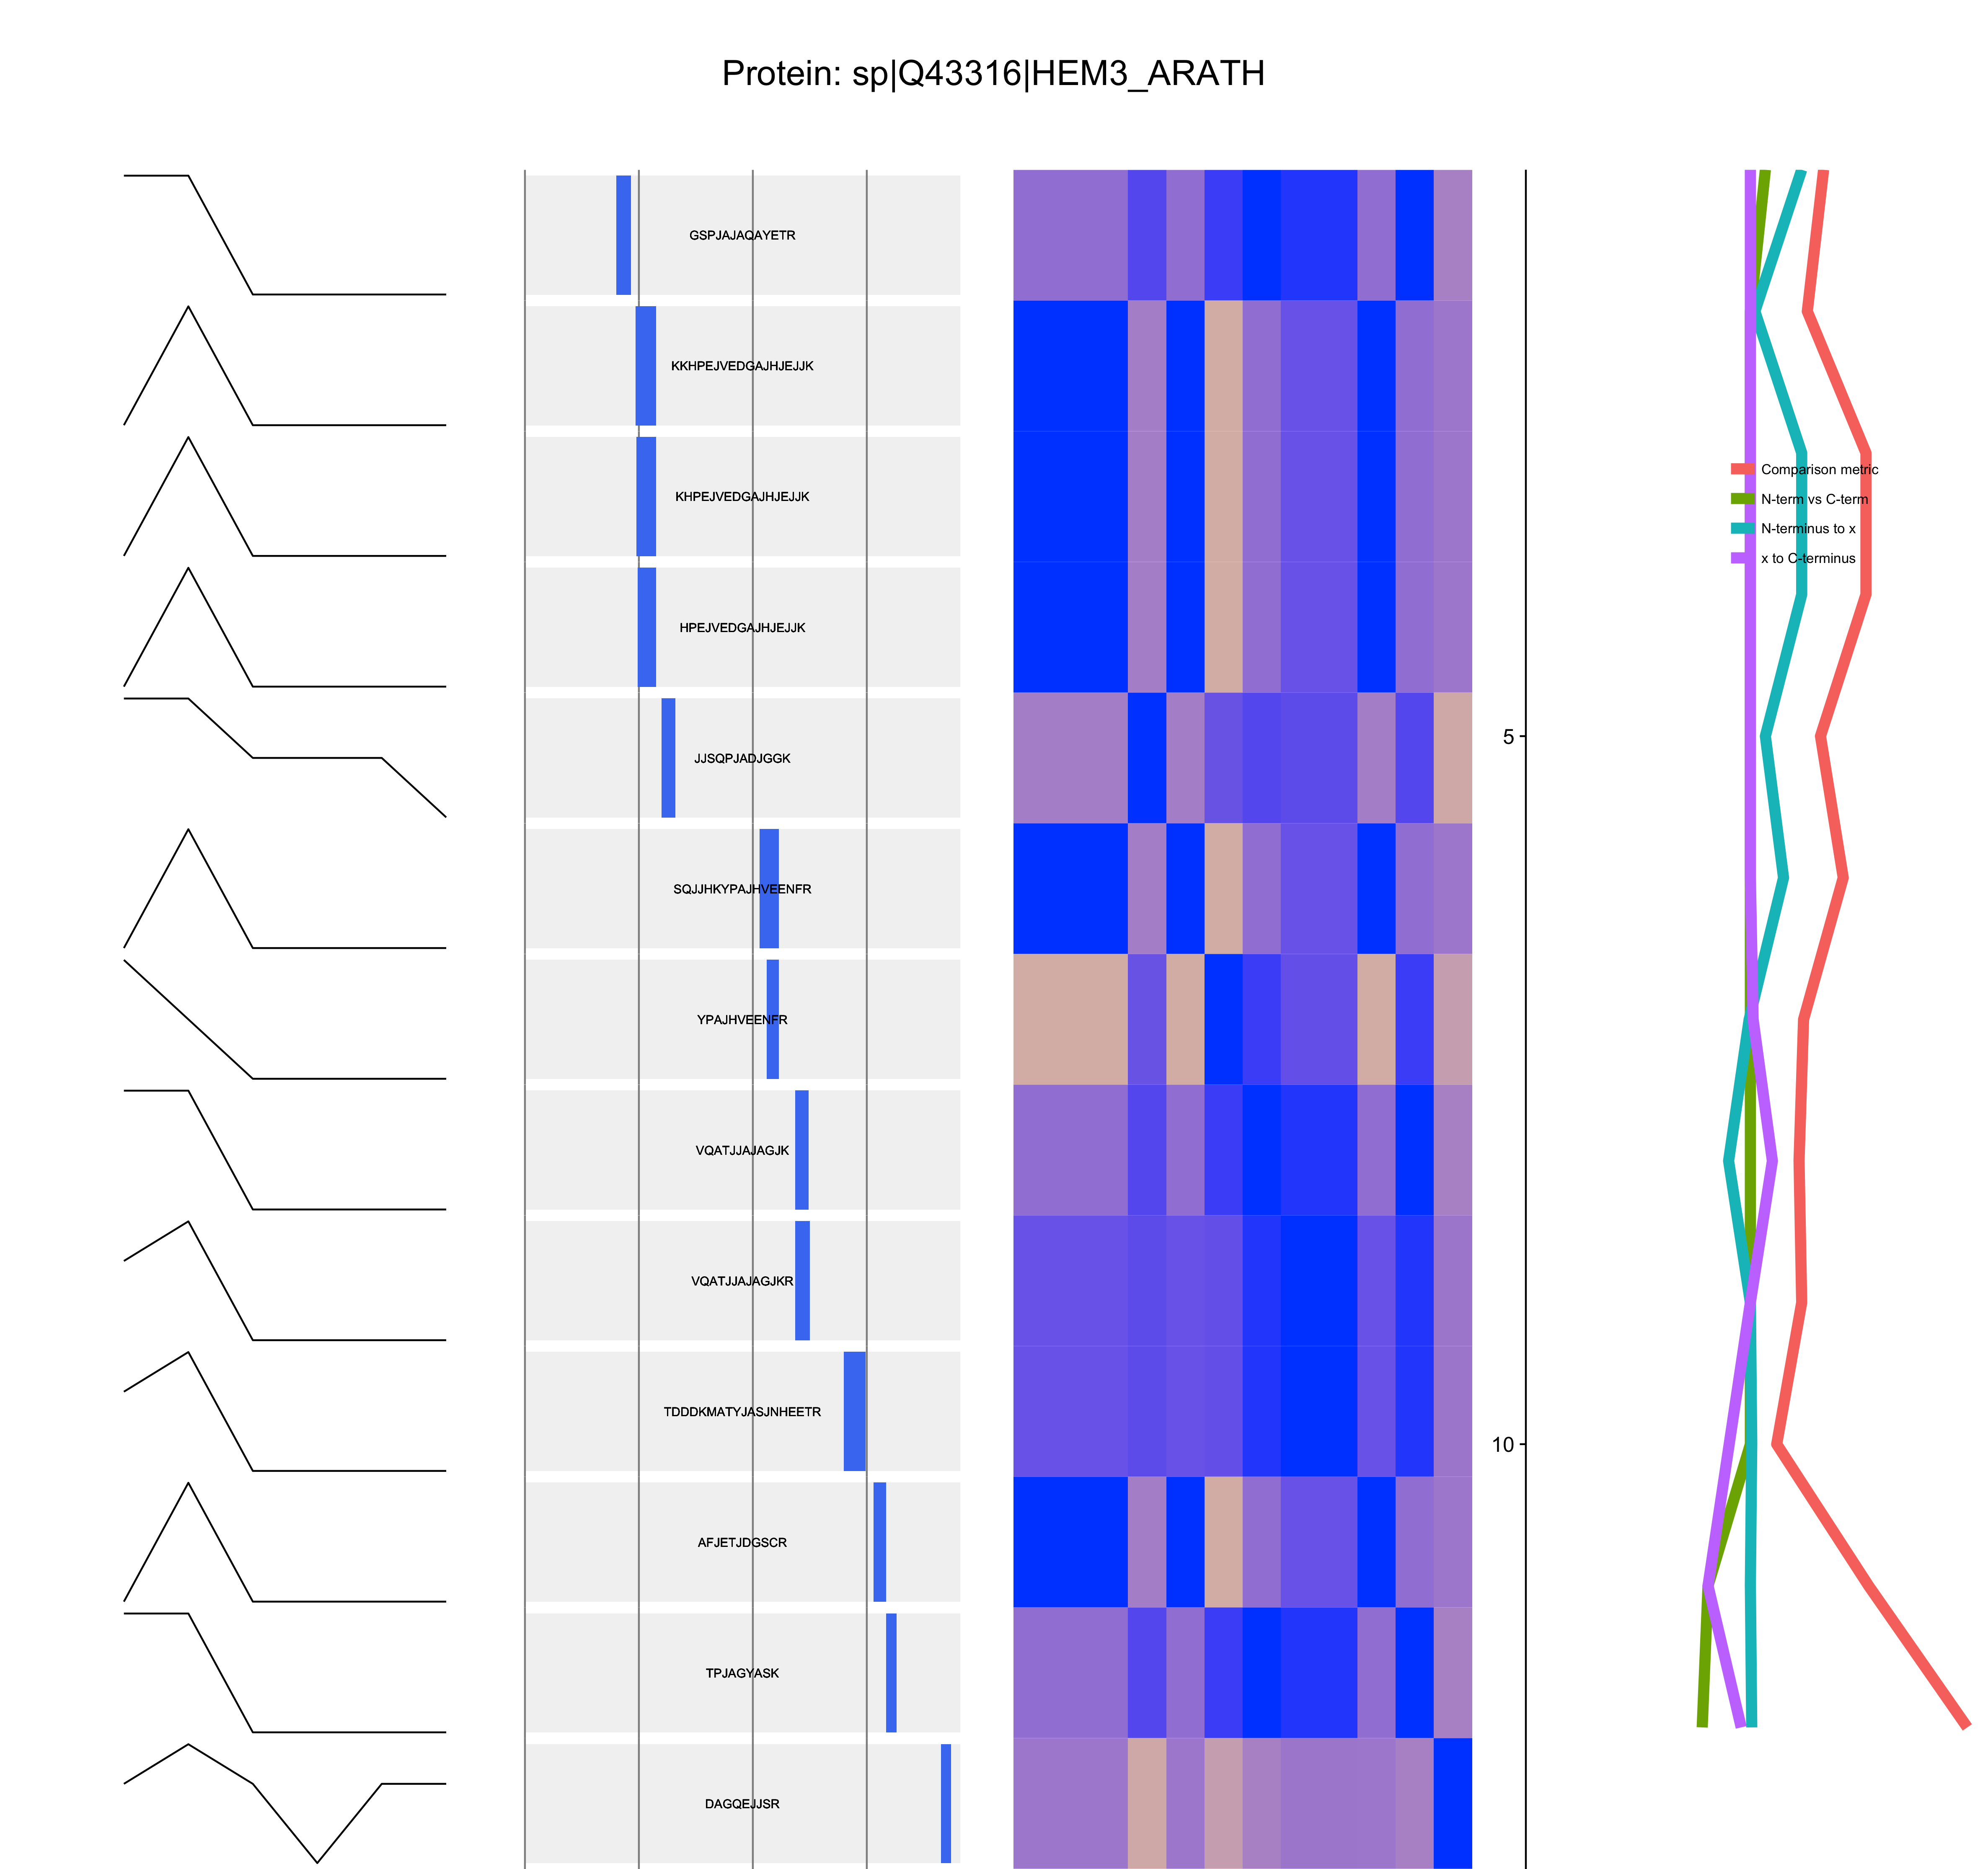 Protein: sp|Q43316|HEM3_ARATH
GSPJAJAQAYETR
KKHPEJVEDGAJHJEJJK
KHPEJVEDGAJHJEJJK
HPEJVEDGAJHJEJJK
JJSQPJADJGGK
SQJJHKYPAJHVEENFR
YPAJHVEENFR
VQATJJAJAGJK
VQATJJAJAGJKR
TDDDKMATYJASJNHEETR
AFJETJDGSCR
TPJAGYASK
DAGQEJJSR
5
10
Comparison metric
N-term vs C-term
N-terminus to x
x to C-terminus